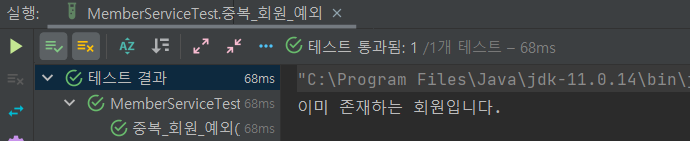 실행: MemberServiceTest.중복_회원_예외 ×
테스트 통과됨: 1 /1개 테스트 – 68ms
테스트 결과 68ms
"C:\Program Files\Java\jdk-11.0.14\bin\j
MemberServiceTest 68ms
이미 존재하는 회원입니다.
중복_회원_예외( 68ms